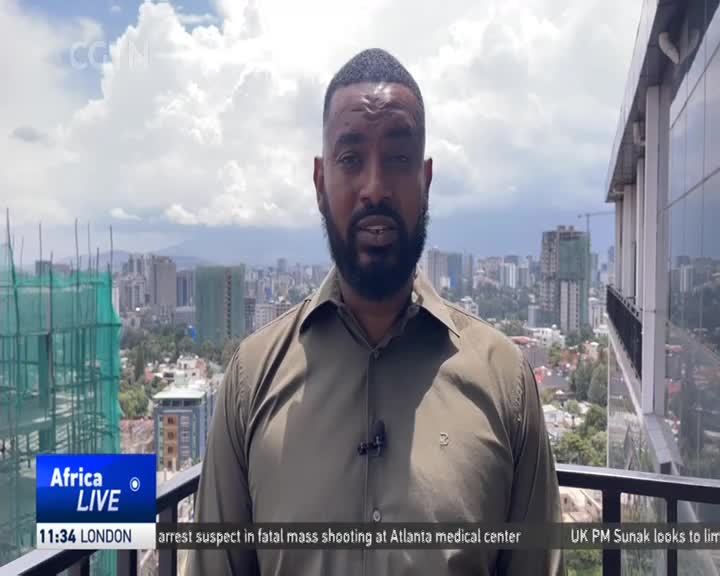 CGTN
Africa
LIVE
11:34 LONDON
arrest suspect in fatal mass shooting at Atlanta medical center UK PM Sunak looks to lim